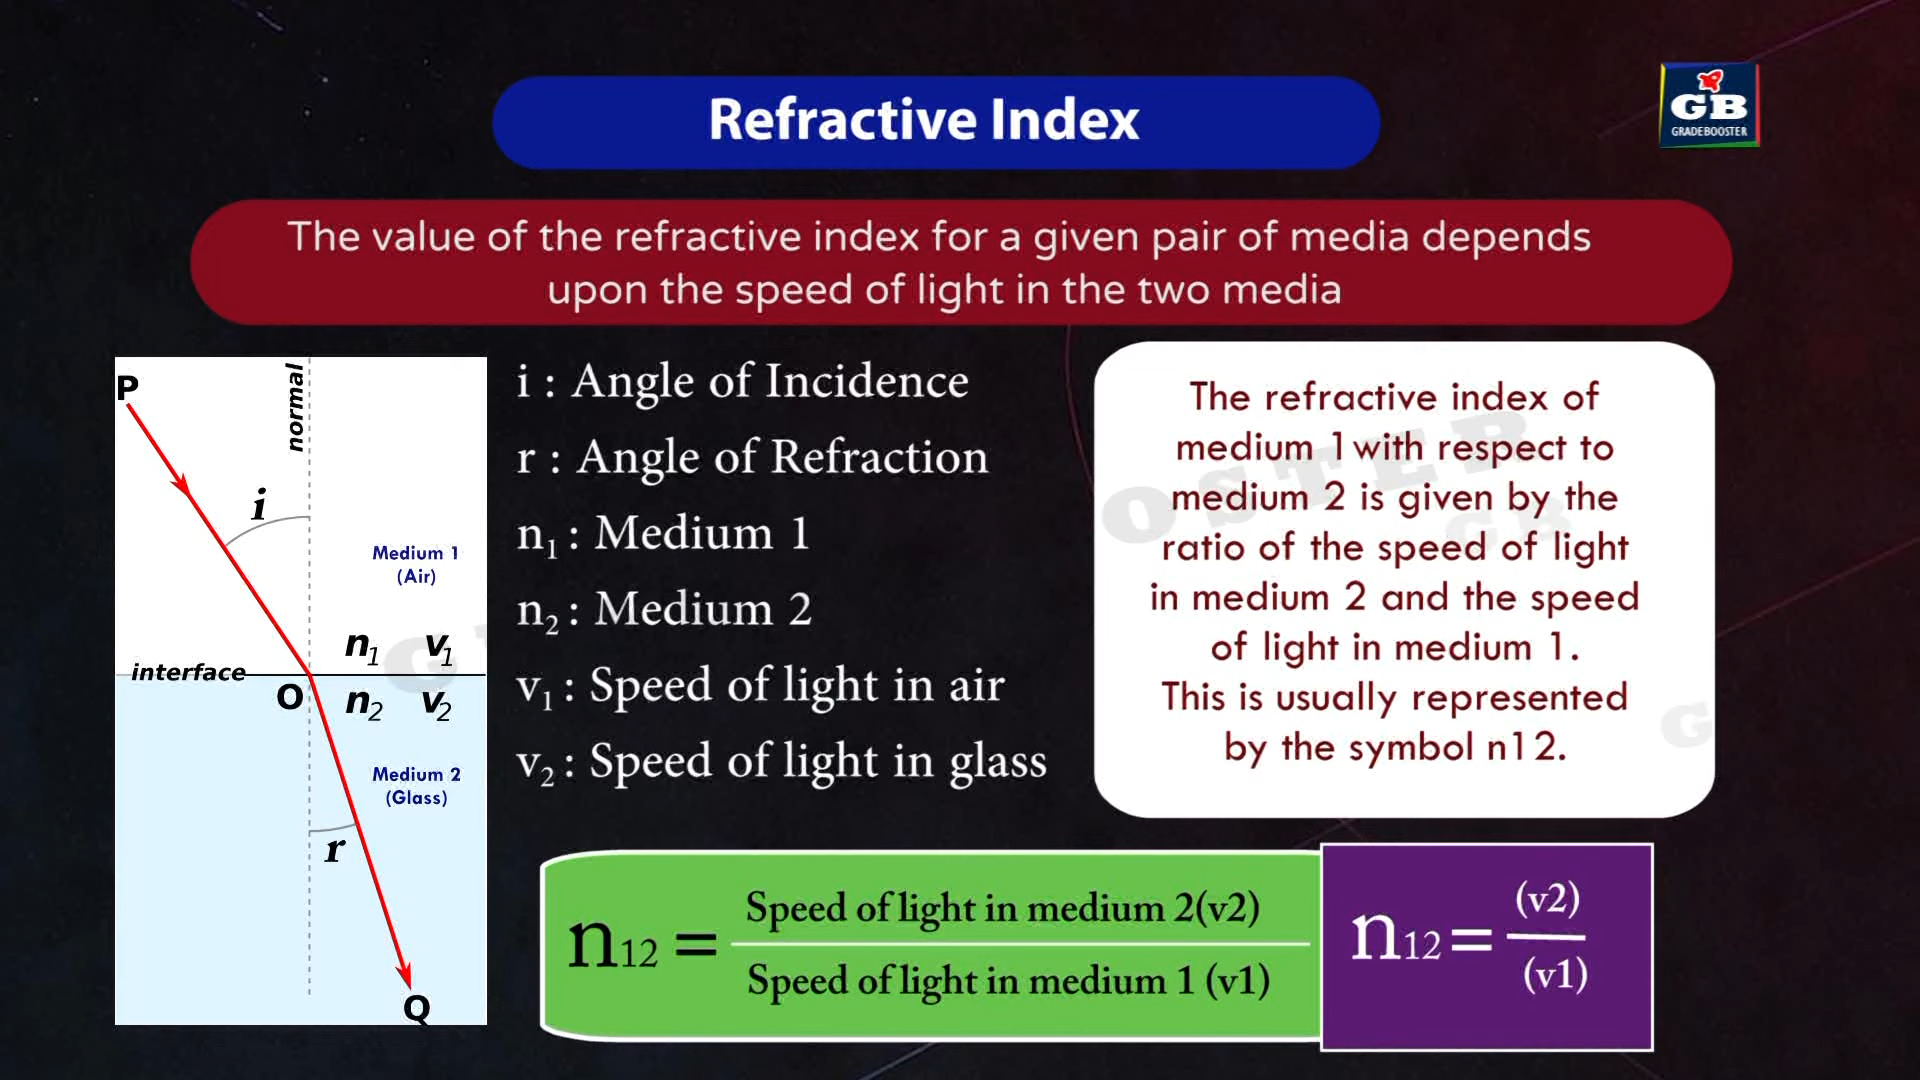 Refractive Index
GB
GRADEBOOSTER
The value of the refractive index for a given pair of media depends
upon the speed of light in the two media
P
normal
i
Medium 1
(Air)
n₁ v₁
interface
O
n₂ v₂
Medium 2
(Glass)
r
Q
i : Angle of Incidence
r : Angle of Refraction
n₁ : Medium 1
n₂ : Medium 2
v₁ : Speed of light in air
v₂ : Speed of light in glass
The refractive index of
medium 1 with respect to
medium 2 is given by the
ratio of the speed of light
in medium 2 and the speed
of light in medium 1.
This is usually represented
by the symbol n12.
n₁₂ = Speed of light in medium 2(v2)
Speed of light in medium 1 (v1)
n₁₂ = (v2)
(v1)